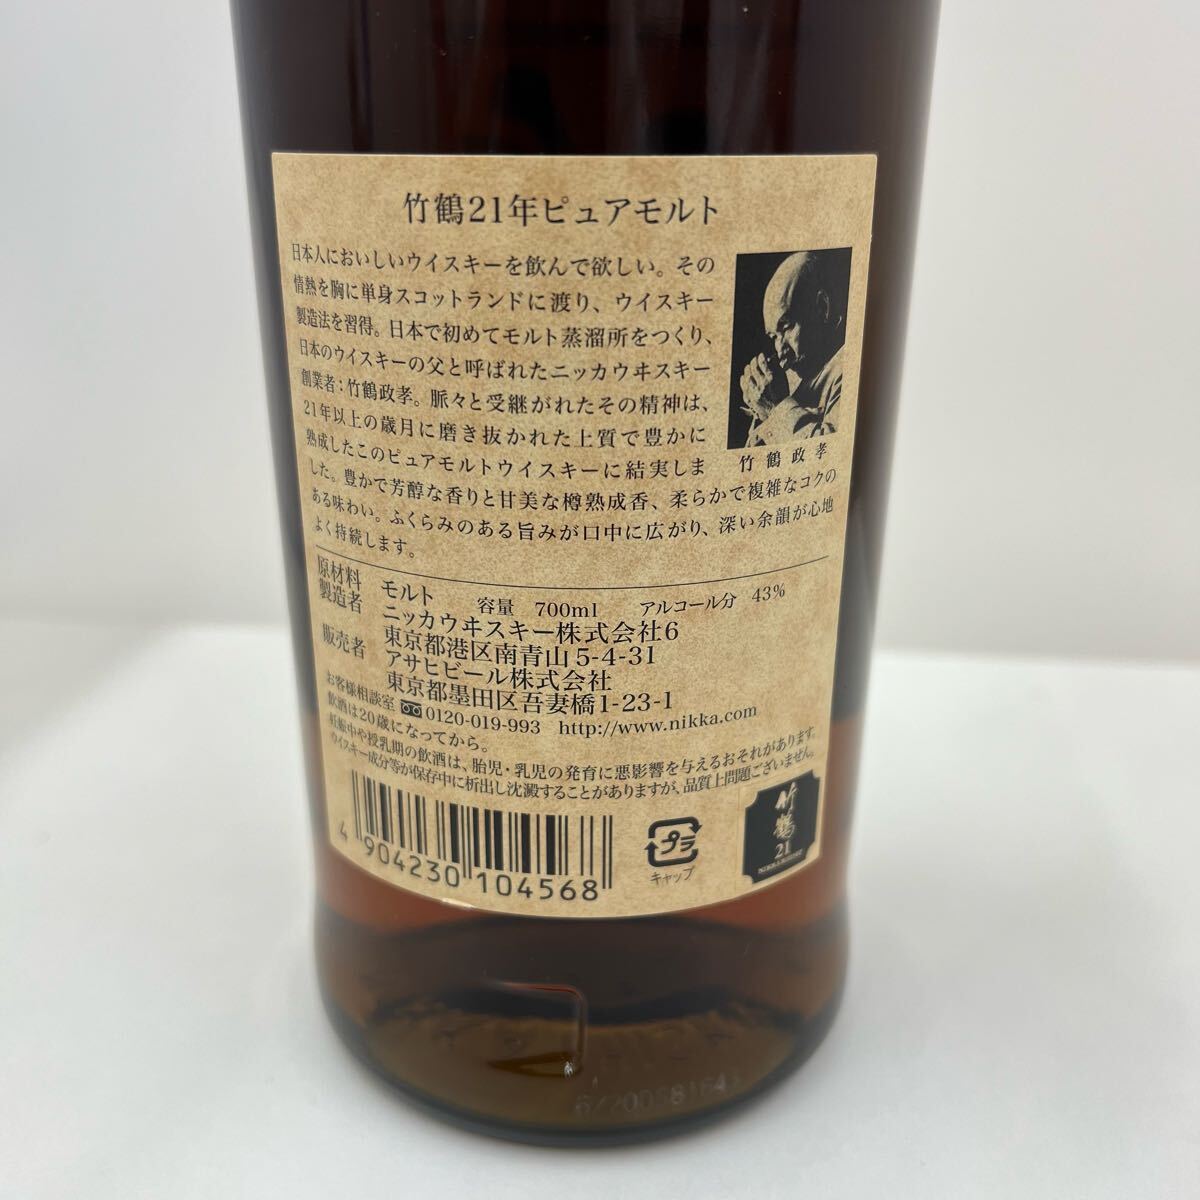 竹鶴21年ピュアモルト
日本人においしいウイスキーを飲んで欲しい。その
情熱を胸に単身スコットランドに渡り、ウイスキー
製造法を習得。日本で初めてモルト蒸溜所をつくり、
日本のウイスキーの父と呼ばれたニッカウヰスキー
創業者：竹鶴政孝。脈々と受継がれたその精神は、
21年以上の歳月に磨き抜かれた上質で豊かに
熟成したこのピュアモルトウイスキーに結実しま
した。豊かで芳醇な香りと甘美な樽熟成香、柔らかで複雑なコクの
ある味わい。ふくらみのある旨みが口中に広がり、深い余韻が心地
よく持続します。
竹鶴政孝
原材料 モルト 容量 700ml アルコール分 43%
製造者 ニッカウヰスキー株式会社6
東京都港区南青山5-4-31
販売者 アサヒビール株式会社
東京都墨田区吾妻橋1-23-1
お客様相談室 0120-019-993 http://www.nikka.com
飲酒は20歳になってから。
妊娠中や授乳期の飲酒は、胎児・乳児の発育に悪影響を与えるおそれがあります。
ウイスキー成分等が保存中に析出し沈澱することがありますが、品質上問題ございません。
4 904230 104568
プラ
キャップ
竹鶴
21